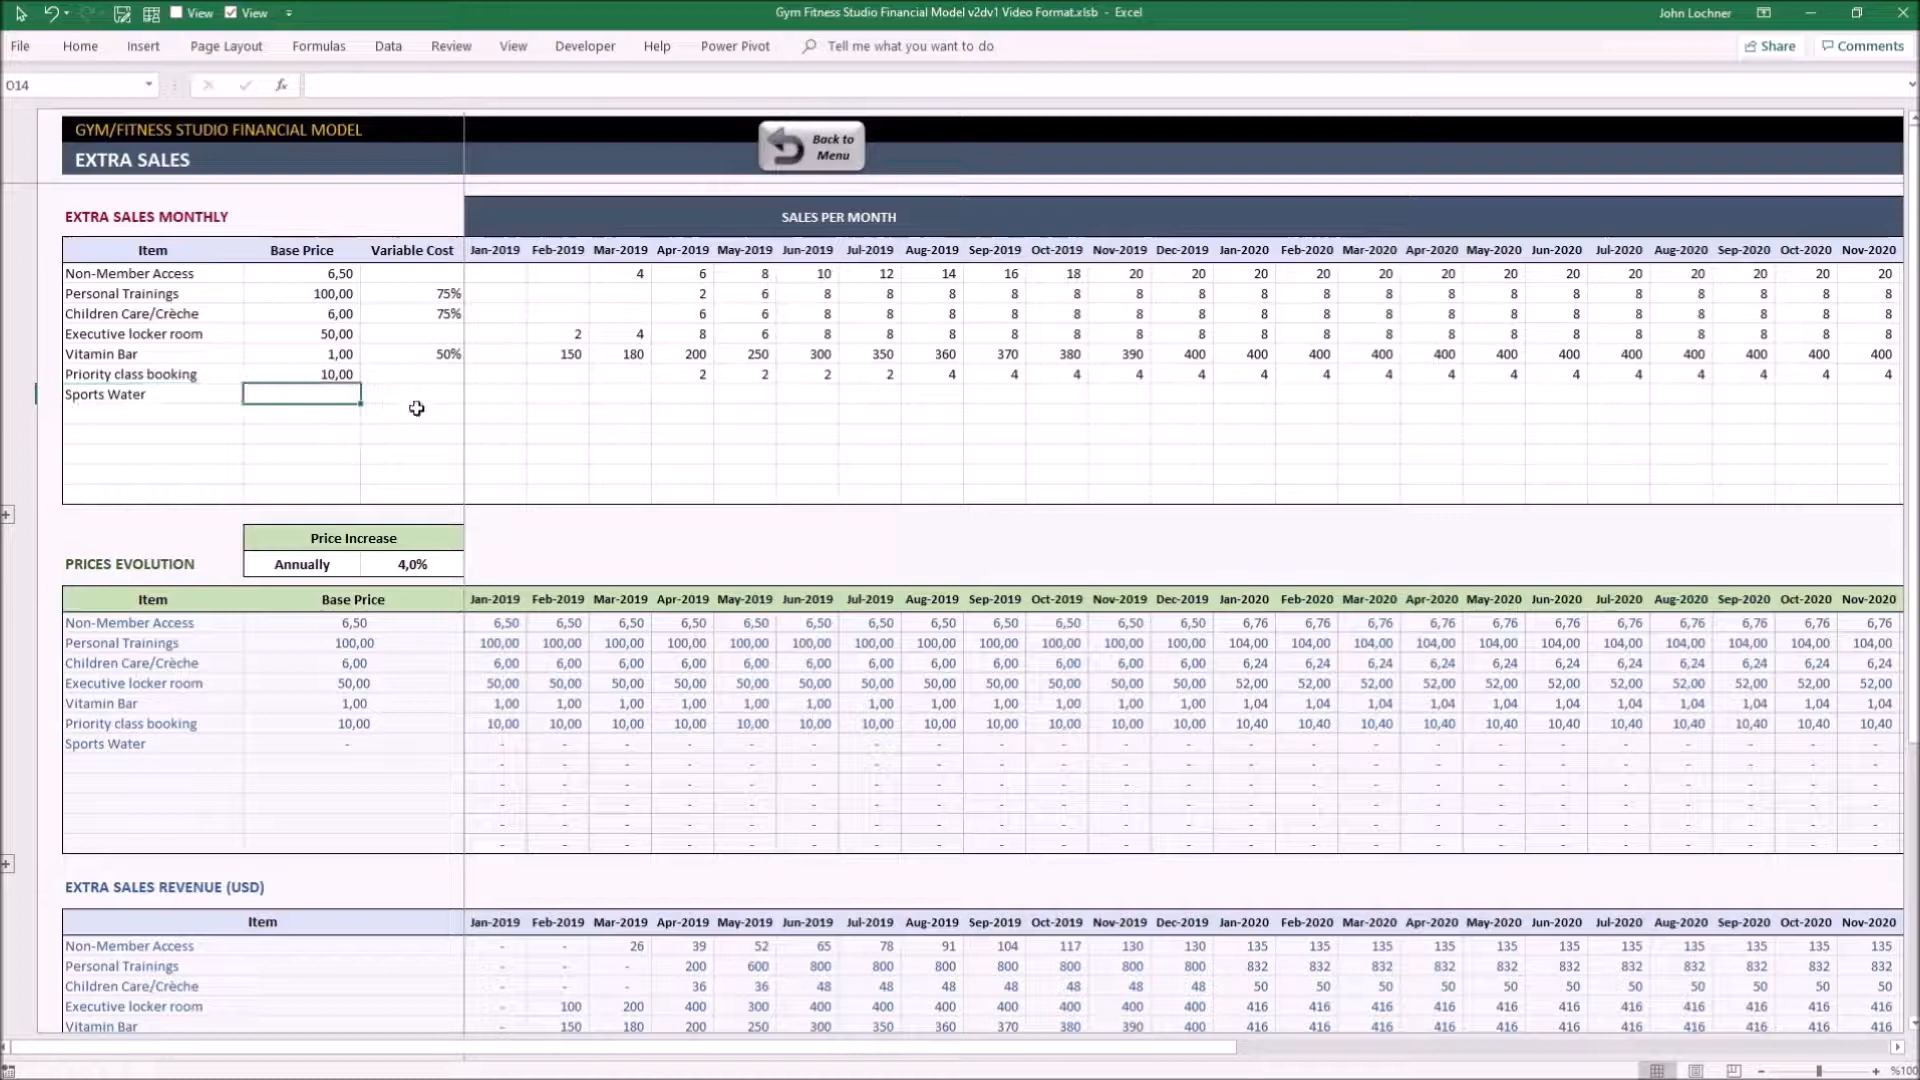 View View Gym Fitness Studio Financial Model v2dv1 Video Format.xlsb - Excel John Lochner
File Home Insert Page Layout Formulas Data Review View Developer Help Power Pivot Tell me what you want to do Share Comments
O14 fx
GYM/FITNESS STUDIO FINANCIAL MODEL
EXTRA SALES
Back to
Menu
EXTRA SALES MONTHLY SALES PER MONTH
Item Base Price Variable Cost Jan-2019 Feb-2019 Mar-2019 Apr-2019 May-2019 Jun-2019 Jul-2019 Aug-2019 Sep-2019 Oct-2019 Nov-2019 Dec-2019 Jan-2020 Feb-2020 Mar-2020 Apr-2020 May-2020 Jun-2020 Jul-2020 Aug-2020 Sep-2020 Oct-2020 Nov-2020
Non-Member Access 6,50 4 6 8 10 12 14 16 18 20 20 20 20 20 20 20 20 20 20 20 20 20
Personal Trainings 100,00 75% 2 6 8 8 8 8 8 8 8 8 8 8 8 8 8 8 8 8 8 8
Children Care/Crèche 6,00 75% 6 6 8 8 8 8 8 8 8 8 8 8 8 8 8 8 8 8 8 8
Executive locker room 50,00 2 4 8 6 8 8 8 8 8 8 8 8 8 8 8 8 8 8 8 8 8 8
Vitamin Bar 1,00 50% 150 180 200 250 300 350 360 370 380 390 400 400 400 400 400 400 400 400 400 400 400 400
Priority class booking 10,00 2 2 2 2 4 4 4 4 4 4 4 4 4 4 4 4 4 4 4 4
Sports Water
Price Increase
PRICES EVOLUTION Annually 4,0%
Item Base Price Jan-2019 Feb-2019 Mar-2019 Apr-2019 May-2019 Jun-2019 Jul-2019 Aug-2019 Sep-2019 Oct-2019 Nov-2019 Dec-2019 Jan-2020 Feb-2020 Mar-2020 Apr-2020 May-2020 Jun-2020 Jul-2020 Aug-2020 Sep-2020 Oct-2020 Nov-2020
Non-Member Access 6,50 6,50 6,50 6,50 6,50 6,50 6,50 6,50 6,50 6,50 6,50 6,50 6,50 6,76 6,76 6,76 6,76 6,76 6,76 6,76 6,76 6,76 6,76 6,76
Personal Trainings 100,00 100,00 100,00 100,00 100,00 100,00 100,00 100,00 100,00 100,00 100,00 100,00 100,00 104,00 104,00 104,00 104,00 104,00 104,00 104,00 104,00 104,00 104,00 104,00
Children Care/Crèche 6,00 6,00 6,00 6,00 6,00 6,00 6,00 6,00 6,00 6,00 6,00 6,00 6,00 6,24 6,24 6,24 6,24 6,24 6,24 6,24 6,24 6,24 6,24 6,24
Executive locker room 50,00 50,00 50,00 50,00 50,00 50,00 50,00 50,00 50,00 50,00 50,00 50,00 50,00 52,00 52,00 52,00 52,00 52,00 52,00 52,00 52,00 52,00 52,00 52,00
Vitamin Bar 1,00 1,00 1,00 1,00 1,00 1,00 1,00 1,00 1,00 1,00 1,00 1,00 1,00 1,04 1,04 1,04 1,04 1,04 1,04 1,04 1,04 1,04 1,04 1,04
Priority class booking 10,00 10,00 10,00 10,00 10,00 10,00 10,00 10,00 10,00 10,00 10,00 10,00 10,00 10,40 10,40 10,40 10,40 10,40 10,40 10,40 10,40 10,40 10,40 10,40
Sports Water - - - - - - - - - - - - - - - - - - - - - - - -
- - - - - - - - - - - - - - - - - - - - - - -
- - - - - - - - - - - - - - - - - - - - - - -
- - - - - - - - - - - - - - - - - - - - - - -
- - - - - - - - - - - - - - - - - - - - - - -
- - - - - - - - - - - - - - - - - - - - - - -
EXTRA SALES REVENUE (USD)
Item Jan-2019 Feb-2019 Mar-2019 Apr-2019 May-2019 Jun-2019 Jul-2019 Aug-2019 Sep-2019 Oct-2019 Nov-2019 Dec-2019 Jan-2020 Feb-2020 Mar-2020 Apr-2020 May-2020 Jun-2020 Jul-2020 Aug-2020 Sep-2020 Oct-2020 Nov-2020
Non-Member Access - - 26 39 52 65 78 91 104 117 130 130 135 135 135 135 135 135 135 135 135 135 135
Personal Trainings - - - 200 600 800 800 800 800 800 800 800 832 832 832 832 832 832 832 832 832 832 832
Children Care/Crèche - - - 36 36 48 48 48 48 48 48 48 50 50 50 50 50 50 50 50 50 50 50
Executive locker room - 100 200 400 300 400 400 400 400 400 400 400 416 416 416 416 416 416 416 416 416 416 416
Vitamin Bar - 150 180 200 250 300 350 360 370 380 390 400 416 416 416 416 416 416 416 416 416 416 416
%100